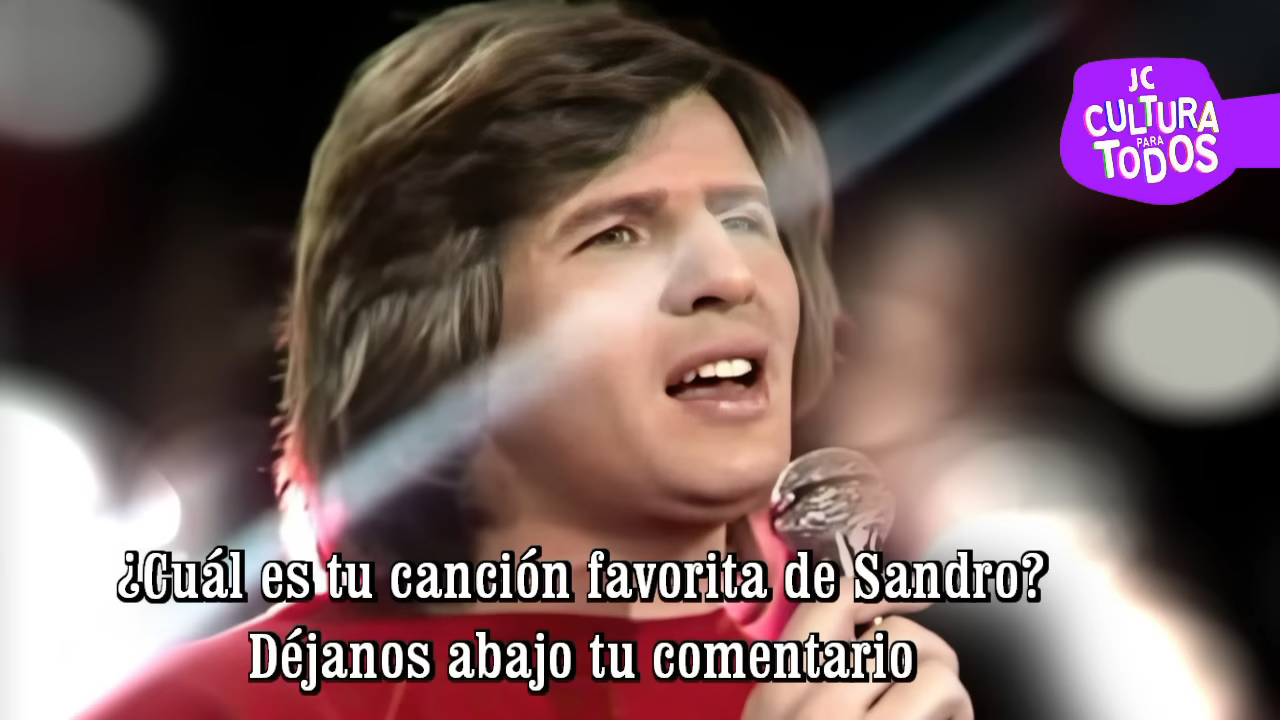 JC
CULTURA
PARA
TODOS
¿Cuál es tu canción favorita de Sandro?
Déjanos abajo tu comentario